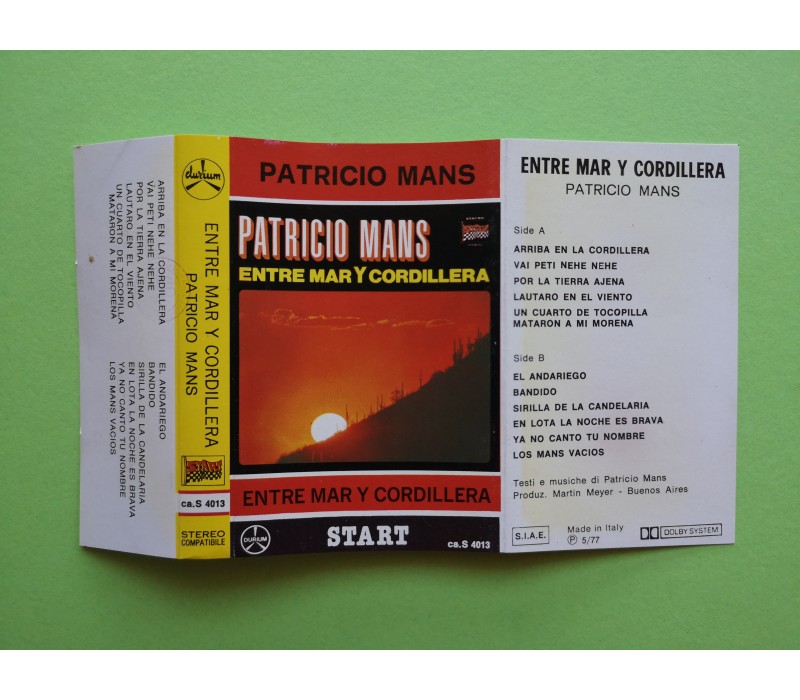 ARRIBA EN LA CORDILLERA
VAI PETI NEHE NEHE
POR LA TIERRA AJENA
LAUTARO EN EL VIENTO
UN CUARTO DE TOCOPILLA
MATARON A MI MORENA
EL ANDARIEGO
BANDIDO
SIRILLA DE LA CANDELARIA
EN LOTA LA NOCHE ES BRAVA
YA NO CANTO TU NOMBRE
LOS MANS VACIOS
durium
ENTRE MAR Y CORDILLERA
PATRICIO MANS
START
ca.S 4013
STEREO
COMPATIBILE
PATRICIO MANS
PATRICIO MANS
stereo
START
ENTRE MAR Y CORDILLERA
ENTRE MAR Y CORDILLERA
DURIUM
START
ca.S 4013
ENTRE MAR Y CORDILLERA
PATRICIO MANS
Side A
ARRIBA EN LA CORDILLERA
VAI PETI NEHE NEHE
POR LA TIERRA AJENA
LAUTARO EN EL VIENTO
UN CUARTO DE TOCOPILLA
MATARON A MI MORENA
Side B
EL ANDARIEGO
BANDIDO
SIRILLA DE LA CANDELARIA
EN LOTA LA NOCHE ES BRAVA
YA NO CANTO TU NOMBRE
LOS MANS VACIOS
Testi e musiche di Patricio Mans
Produz. Martin Meyer - Buenos Aires
S.I.A.E.
Made in Italy
Ⓟ 5/77
DOLBY SYSTEM